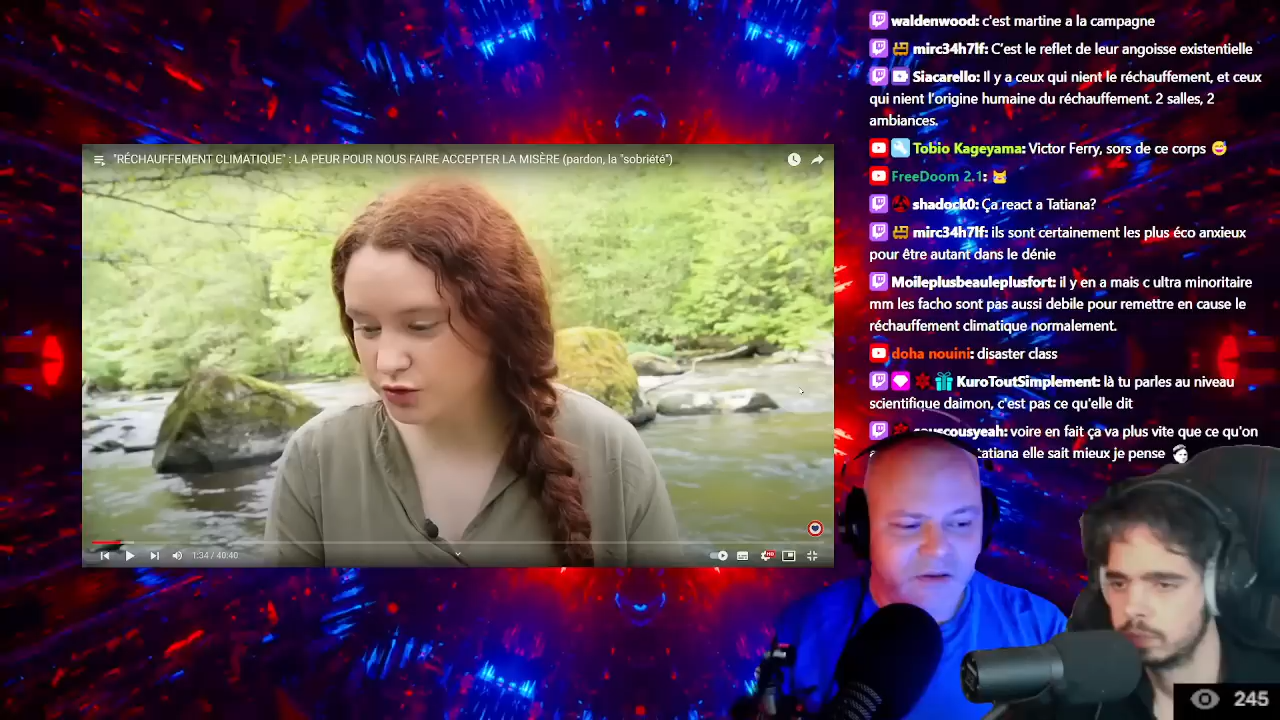 waldenwood: c'est martine a la campagne
mirc34h7lf: C'est le reflet de leur angoisse existentielle
Siacarello: Il y a ceux qui nient le réchauffement, et ceux
qui nient l'origine humaine du réchauffement. 2 salles, 2
ambiances.
Tobio Kageyama: Victor Ferry, sors de ce corps
FreeDoom 2.1:
shadock0: Ça react a Tatiana?
mirc34h7lf: ils sont certainement les plus éco anxieux
pour être autant dans le dénie
Moileplusbeauleplusfort: il y en a mais c ultra minoritaire
mm les facho sont pas aussi debile pour remettre en cause le
réchauffement climatique normalement.
doha nouini: disaster class
KuroToutSimplement: là tu parles au niveau
scientifique daimon, c'est pas ce qu'elle dit
voire en fait ça va plus vite que ce qu'on
tatiana elle sait mieux je pense
"RÉCHAUFFEMENT CLIMATIQUE" : LA PEUR POUR NOUS FAIRE ACCEPTER LA MISÈRE (pardon, la "sobriété")
1:34 / 40:40
HD
245